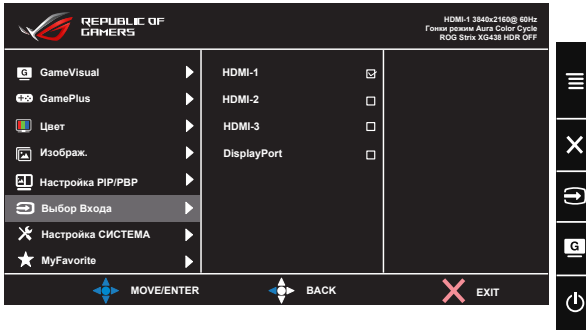 REPUBLIC OF
GAMERS
HDMI-1 3840x2160@ 60Hz
Гонки режим Aura Color Cycle
ROG Strix XG438 HDR OFF
G GameVisual
GamePlus
Цвет
Изображ.
Настройка PIP/PBP
Выбор Входа
Настройка СИСТЕМА
MyFavorite
HDMI-1
HDMI-2
HDMI-3
DisplayPort
MOVE/ENTER
BACK
EXIT
G